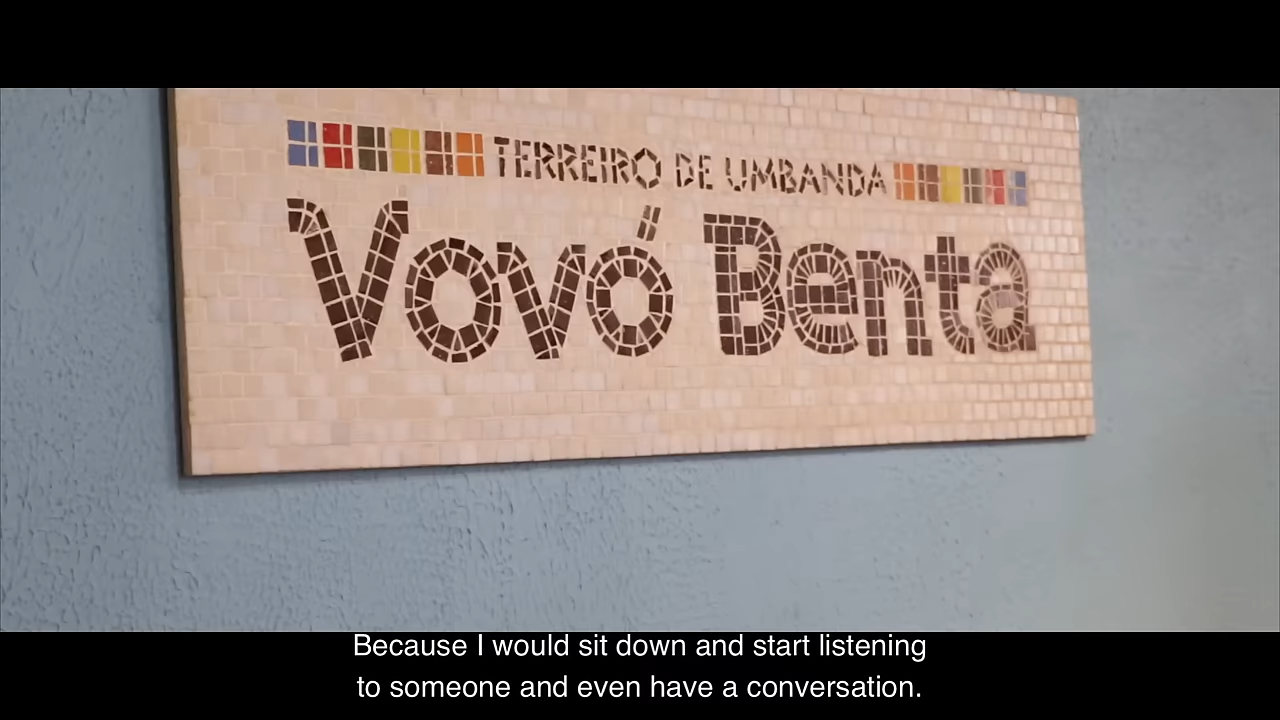 TERREIRO DE UMBANDA
Vovó Benta
Because I would sit down and start listening
to someone and even have a conversation.